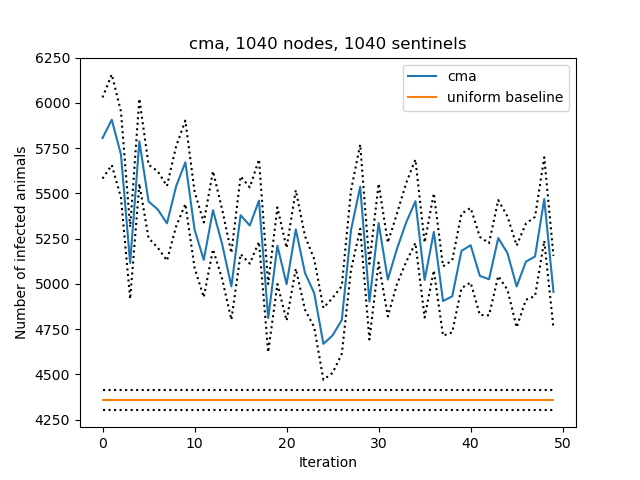 cma, 1040 nodes, 1040 sentinels
cma
uniform baseline
Number of infected animals
6250
6000
5750
5500
5250
5000
4750
4500
4250
0 10 20 30 40 50
Iteration